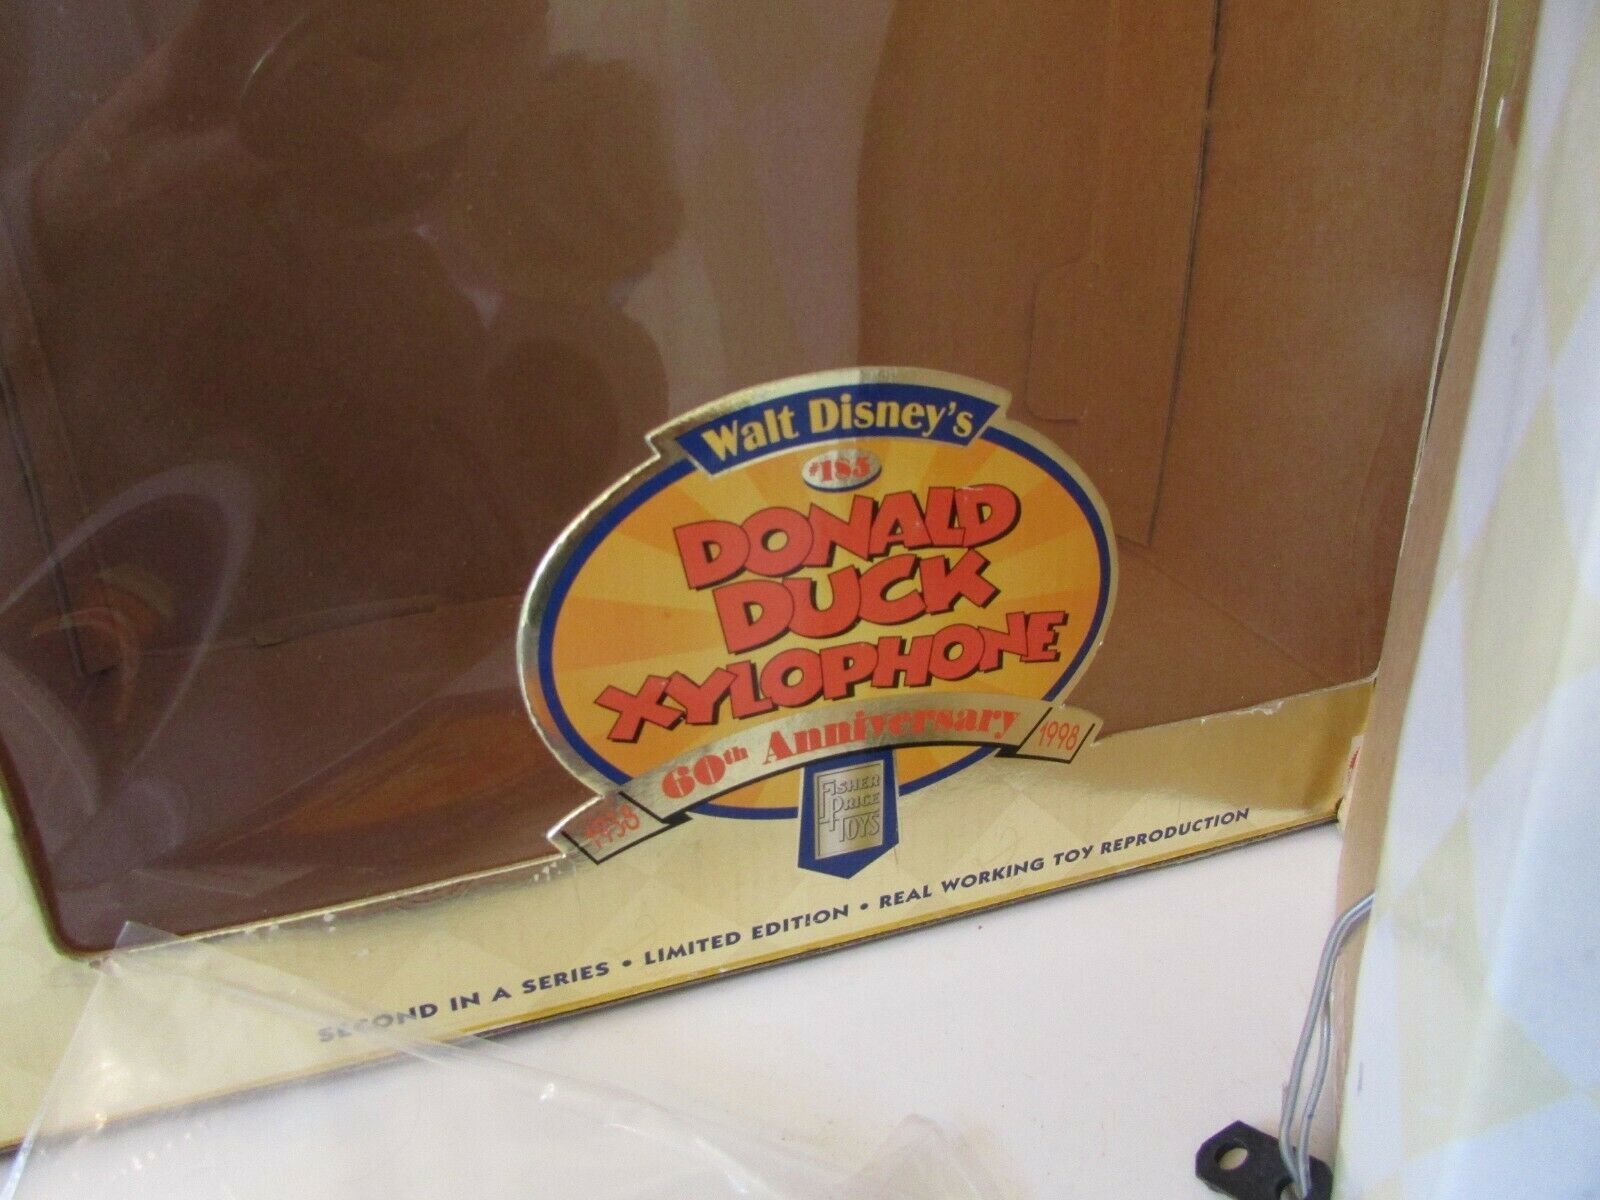 Walt Disney's
#185
DONALD
DUCK
XYLOPHONE
60th Anniversary
1938
1998
FISHER
PRICE
TOYS
SECOND IN A SERIES • LIMITED EDITION • REAL WORKING TOY REPRODUCTION